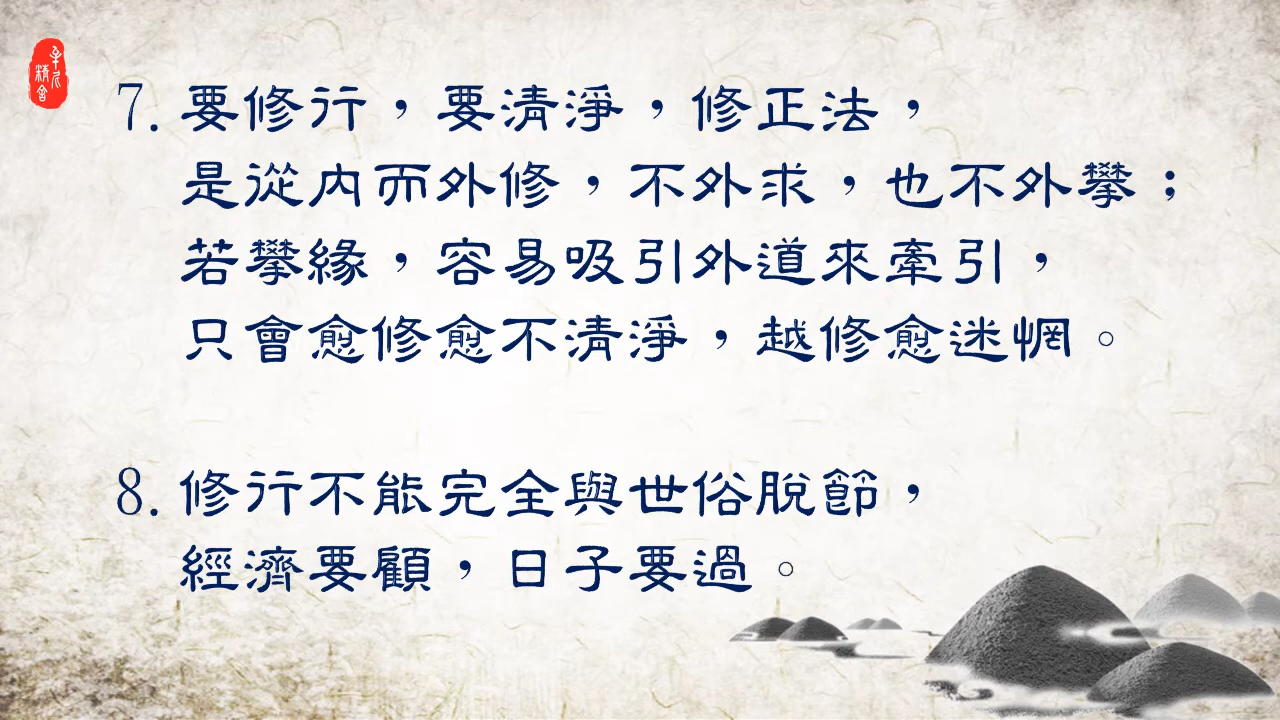 7. 要修行，要清淨，修正法，
是從內而外修，不外求，也不外攀；
若攀緣，容易吸引外道來牽引，
只會愈修愈不清淨，越修愈迷惘。
8. 修行不能完全與世俗脫節，
經濟要顧，日子要過。